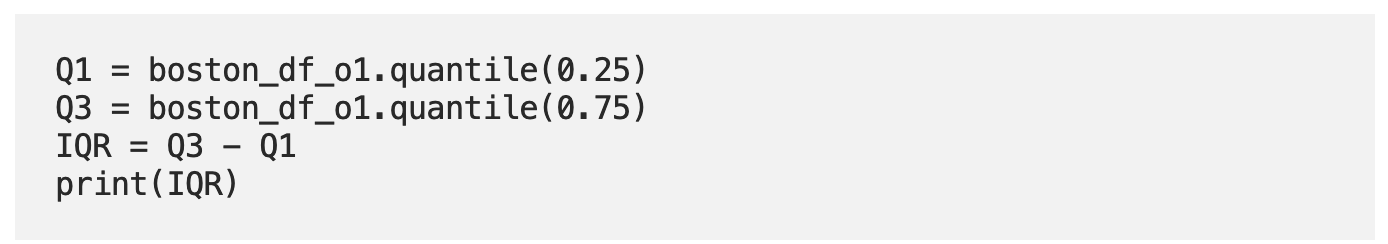 Q1 = boston_df_o1.quantile(0.25)
Q3 = boston_df_o1.quantile(0.75)
IQR = Q3 - Q1
print(IQR)